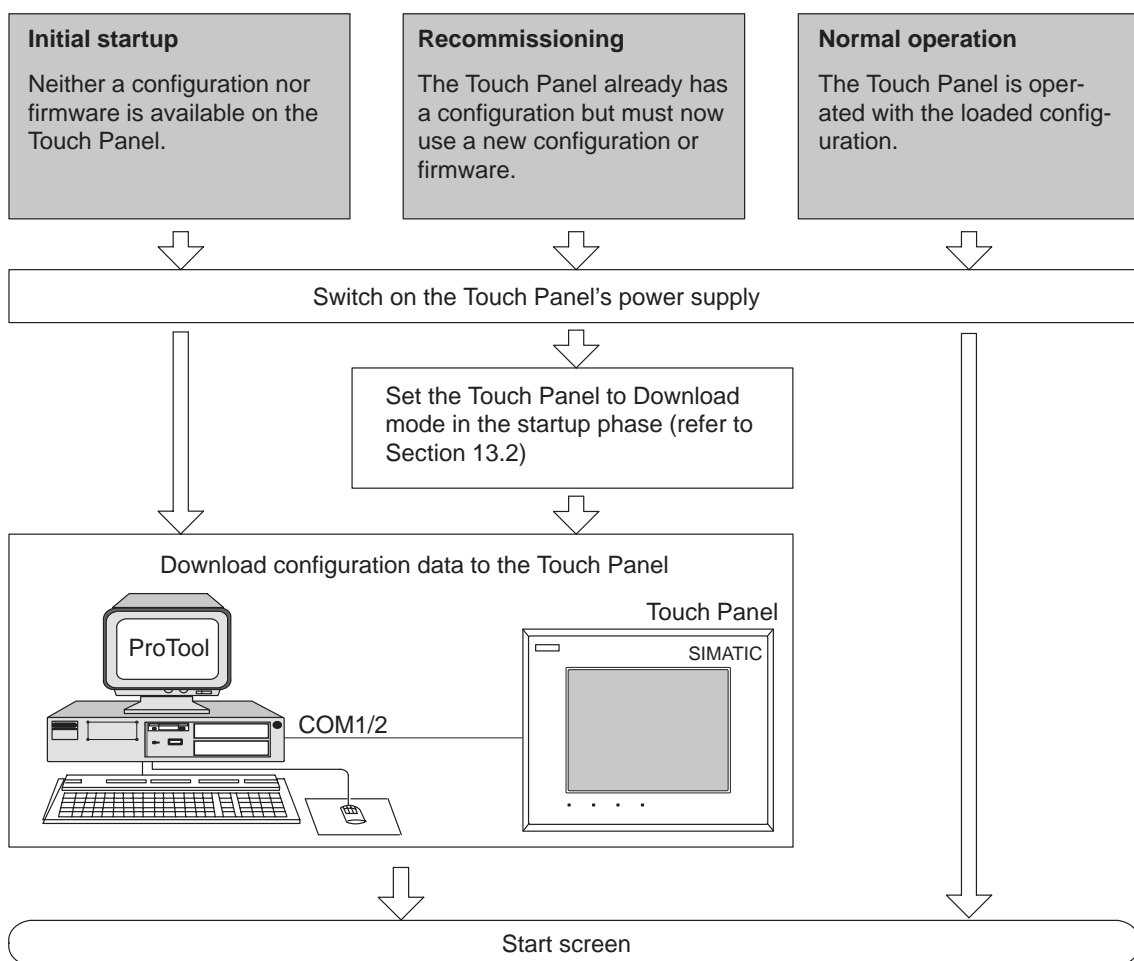 Initial startup
Neither a configuration nor
firmware is available on the
Touch Panel.
Recommissioning
The Touch Panel already has
a configuration but must now
use a new configuration or
firmware.
Normal operation
The Touch Panel is oper-
ated with the loaded config-
uration.
Switch on the Touch Panel's power supply
Set the Touch Panel to Download
mode in the startup phase (refer to
Section 13.2)
Download configuration data to the Touch Panel
Touch Panel
ProTool
SIMATIC
COM1/2
Start screen